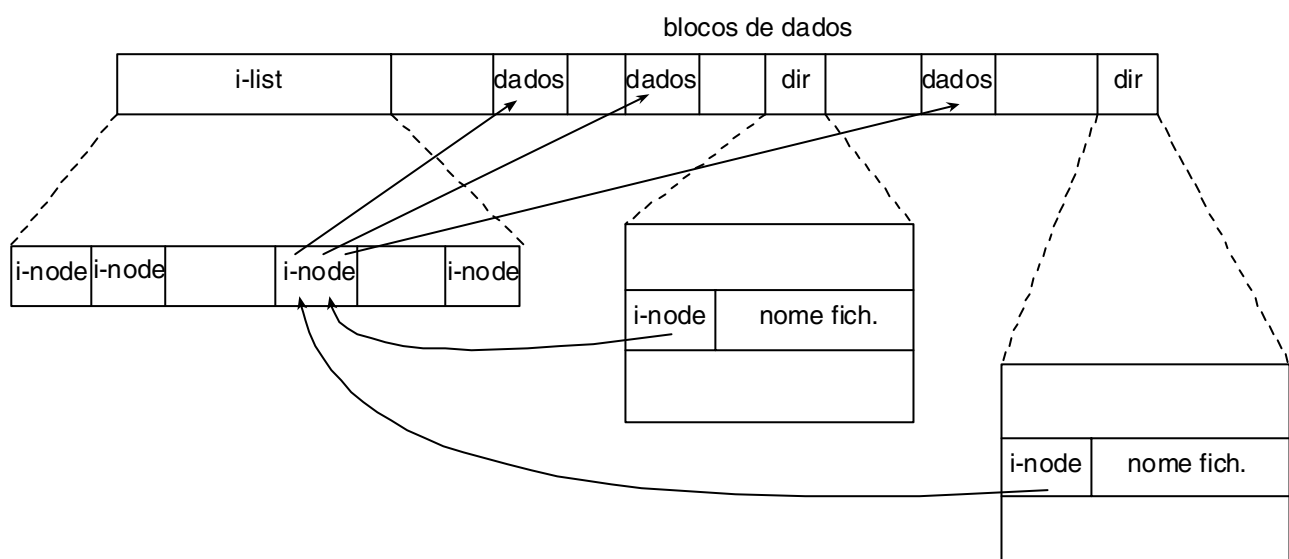 blocos de dados
i-list
dados
dados
dir
dados
dir
i-node
i-node
i-node
i-node
i-node
nome fich.
i-node
nome fich.